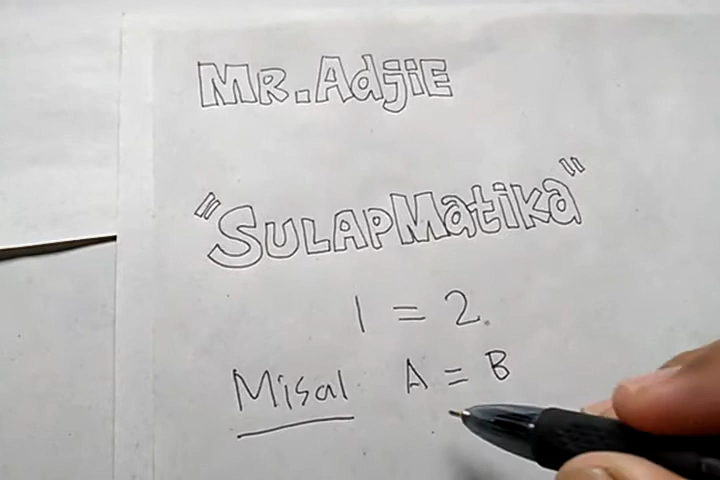 Mr. AdjiE
"SulapMatika"
1 = 2.
Misal A = B